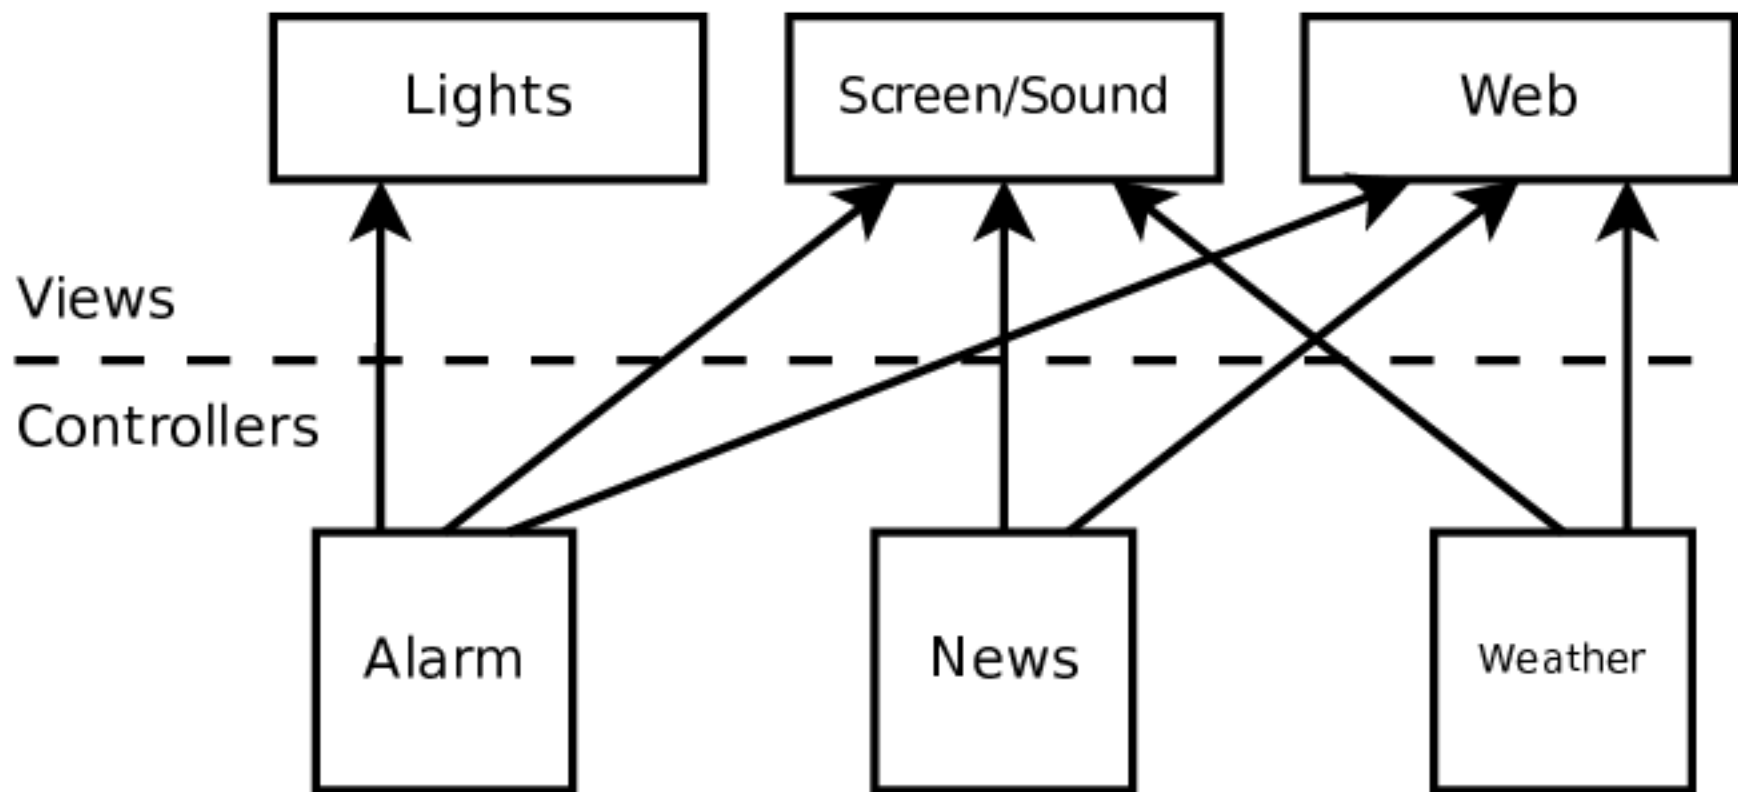 Lights
Screen/Sound
Web
Views
Controllers
Alarm
News
Weather